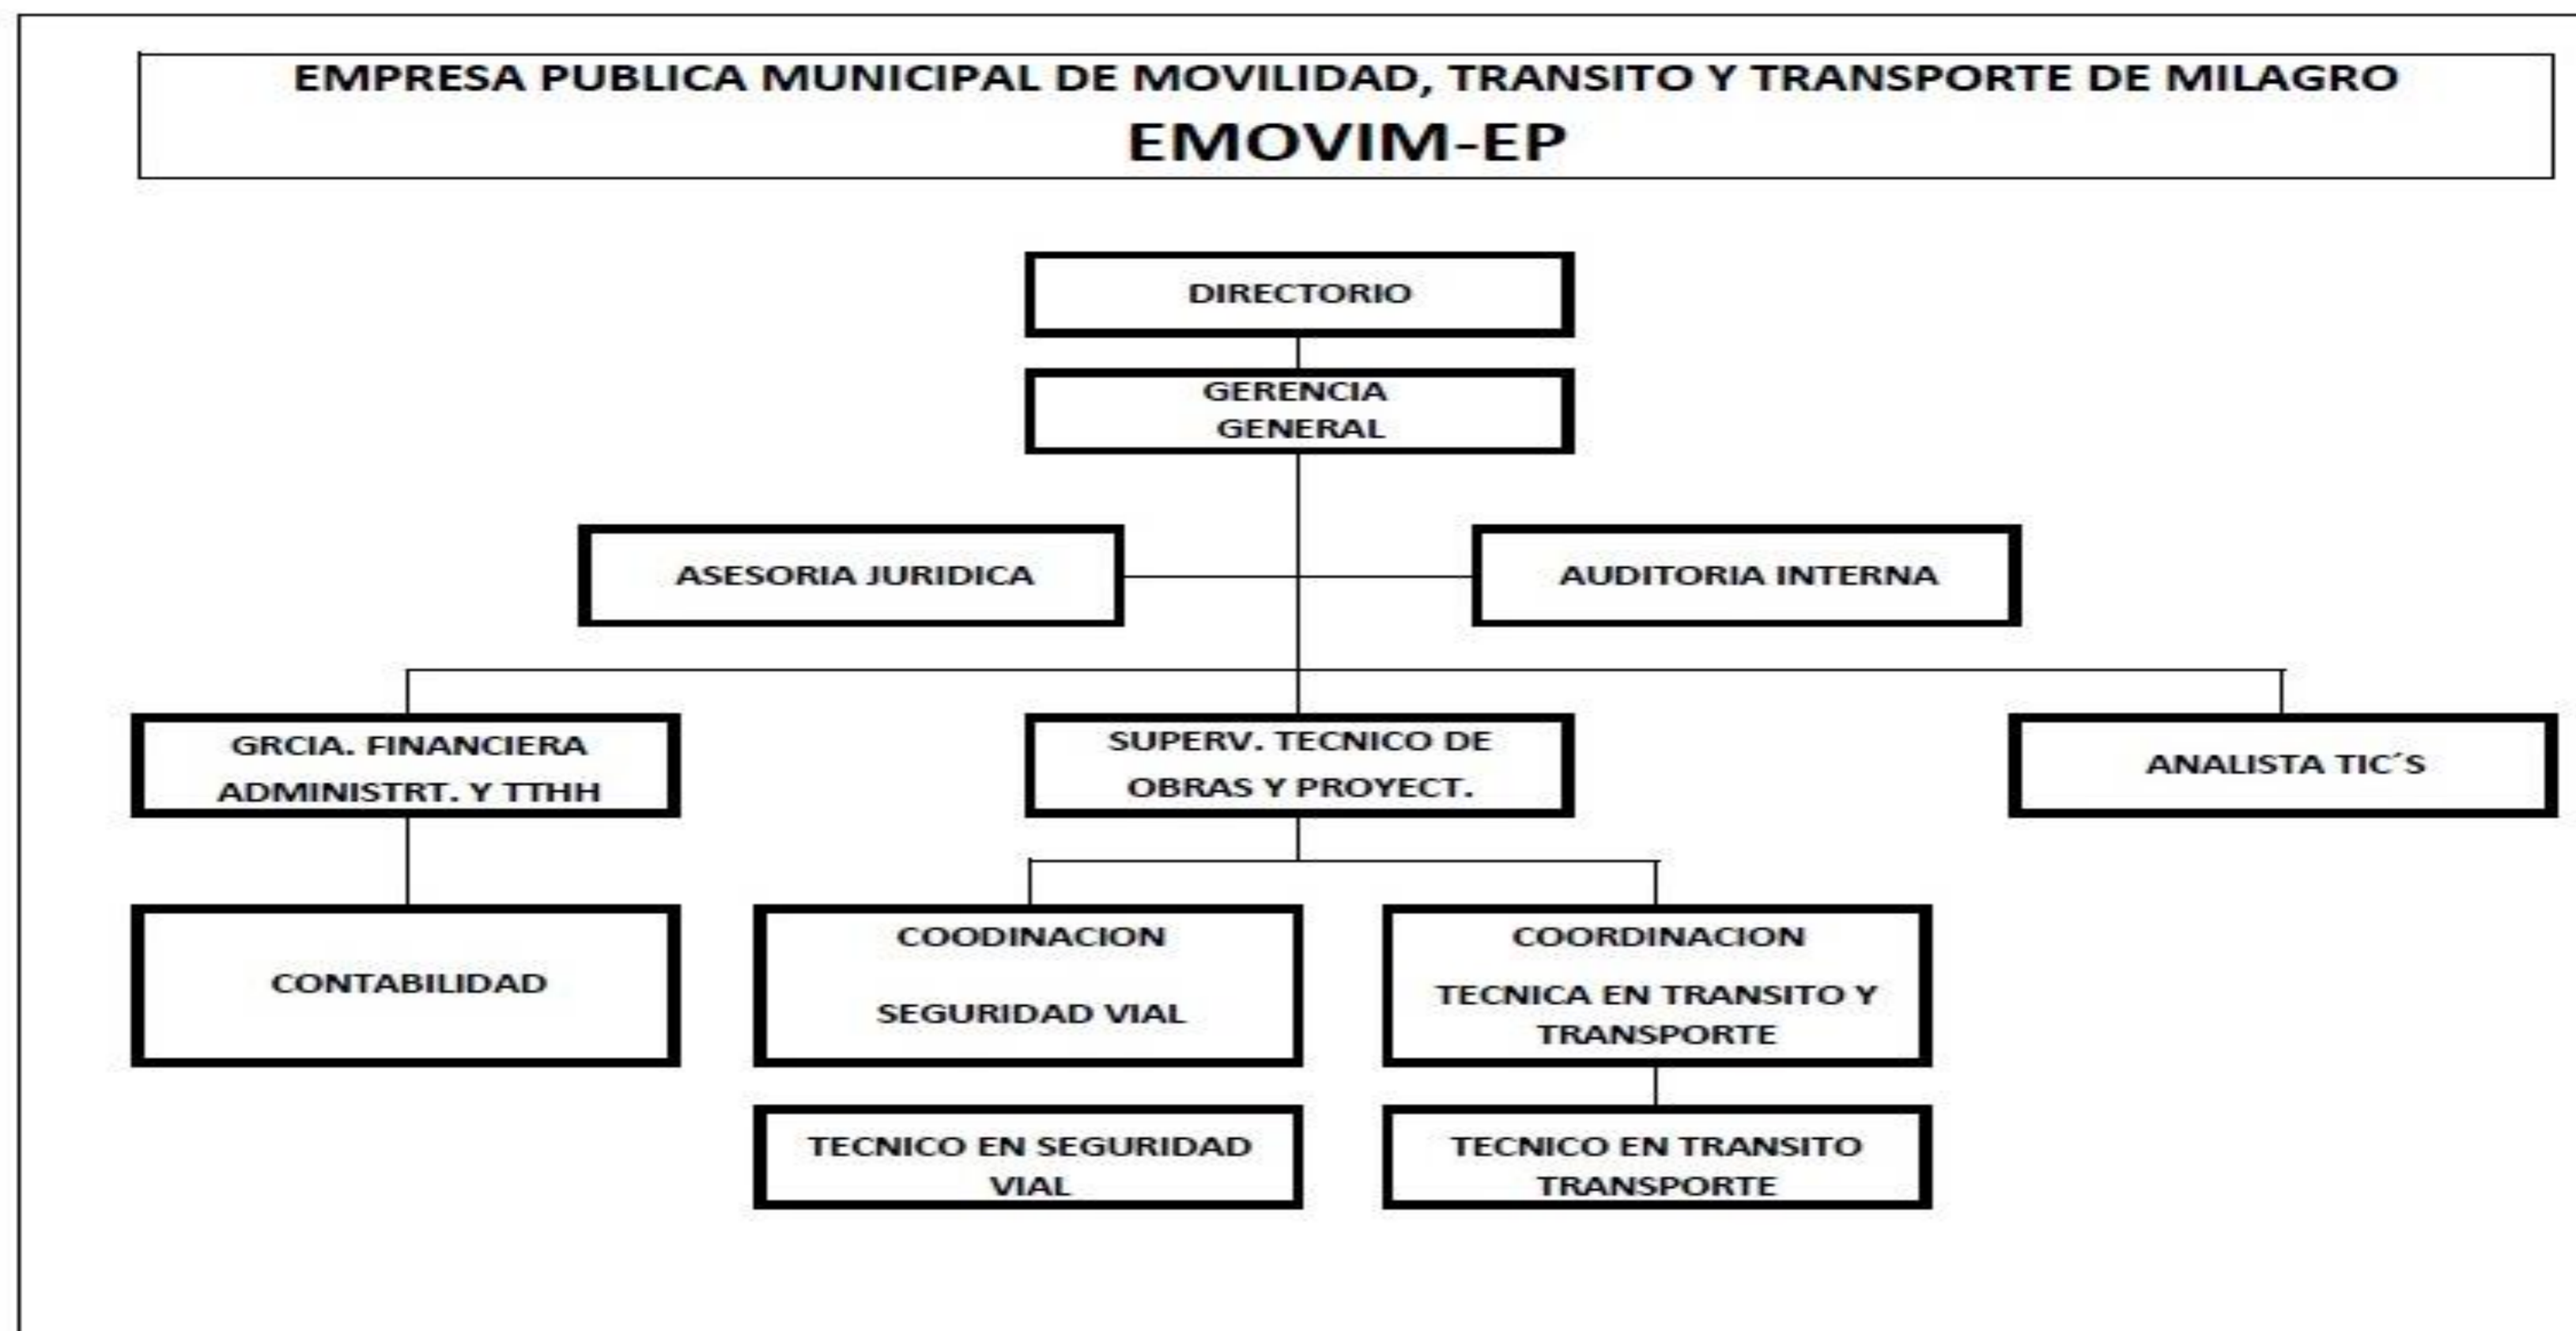 EMPRESA PUBLICA MUNICIPAL DE MOVILIDAD, TRANSITO Y TRANSPORTE DE MILAGRO
EMOVIM-EP
DIRECTORIO
GERENCIA
GENERAL
ASESORIA JURIDICA
AUDITORIA INTERNA
GRCIA. FINANCIERA
ADMINISTRT. Y TTHH
SUPERV. TECNICO DE
OBRAS Y PROYECT.
ANALISTA TIC´S
CONTABILIDAD
COODINACION
SEGURIDAD VIAL
COORDINACION
TECNICA EN TRANSITO Y
TRANSPORTE
TECNICO EN SEGURIDAD
VIAL
TECNICO EN TRANSITO
TRANSPORTE